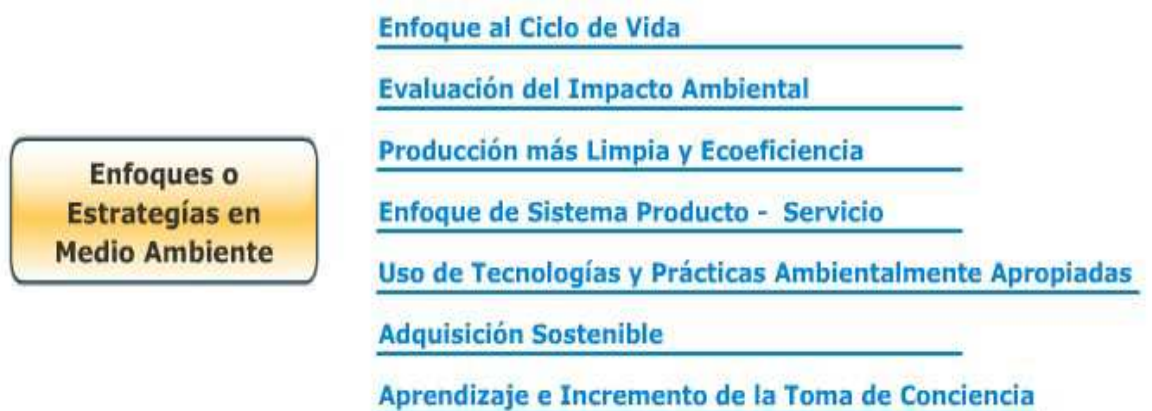 Enfoque al Ciclo de Vida
Evaluación del Impacto Ambiental
Producción más Limpia y Ecoeficiencia
Enfoques o
Estrategías en
Medio Ambiente
Enfoque de Sistema Producto - Servicio
Uso de Tecnologías y Prácticas Ambientalmente Apropiadas
Adquisición Sostenible
Aprendizaje e Incremento de la Toma de Conciencia